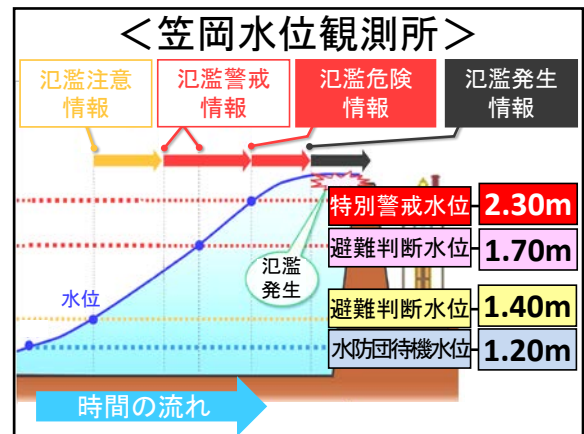 ＜笠岡水位観測所＞
氾濫注意
情報
氾濫警戒
情報
氾濫危険
情報
氾濫発生
情報
特別警戒水位
2.30m
避難判断水位
1.70m
氾濫
発生
水位
避難判断水位
1.40m
水防団待機水位
1.20m
時間の流れ